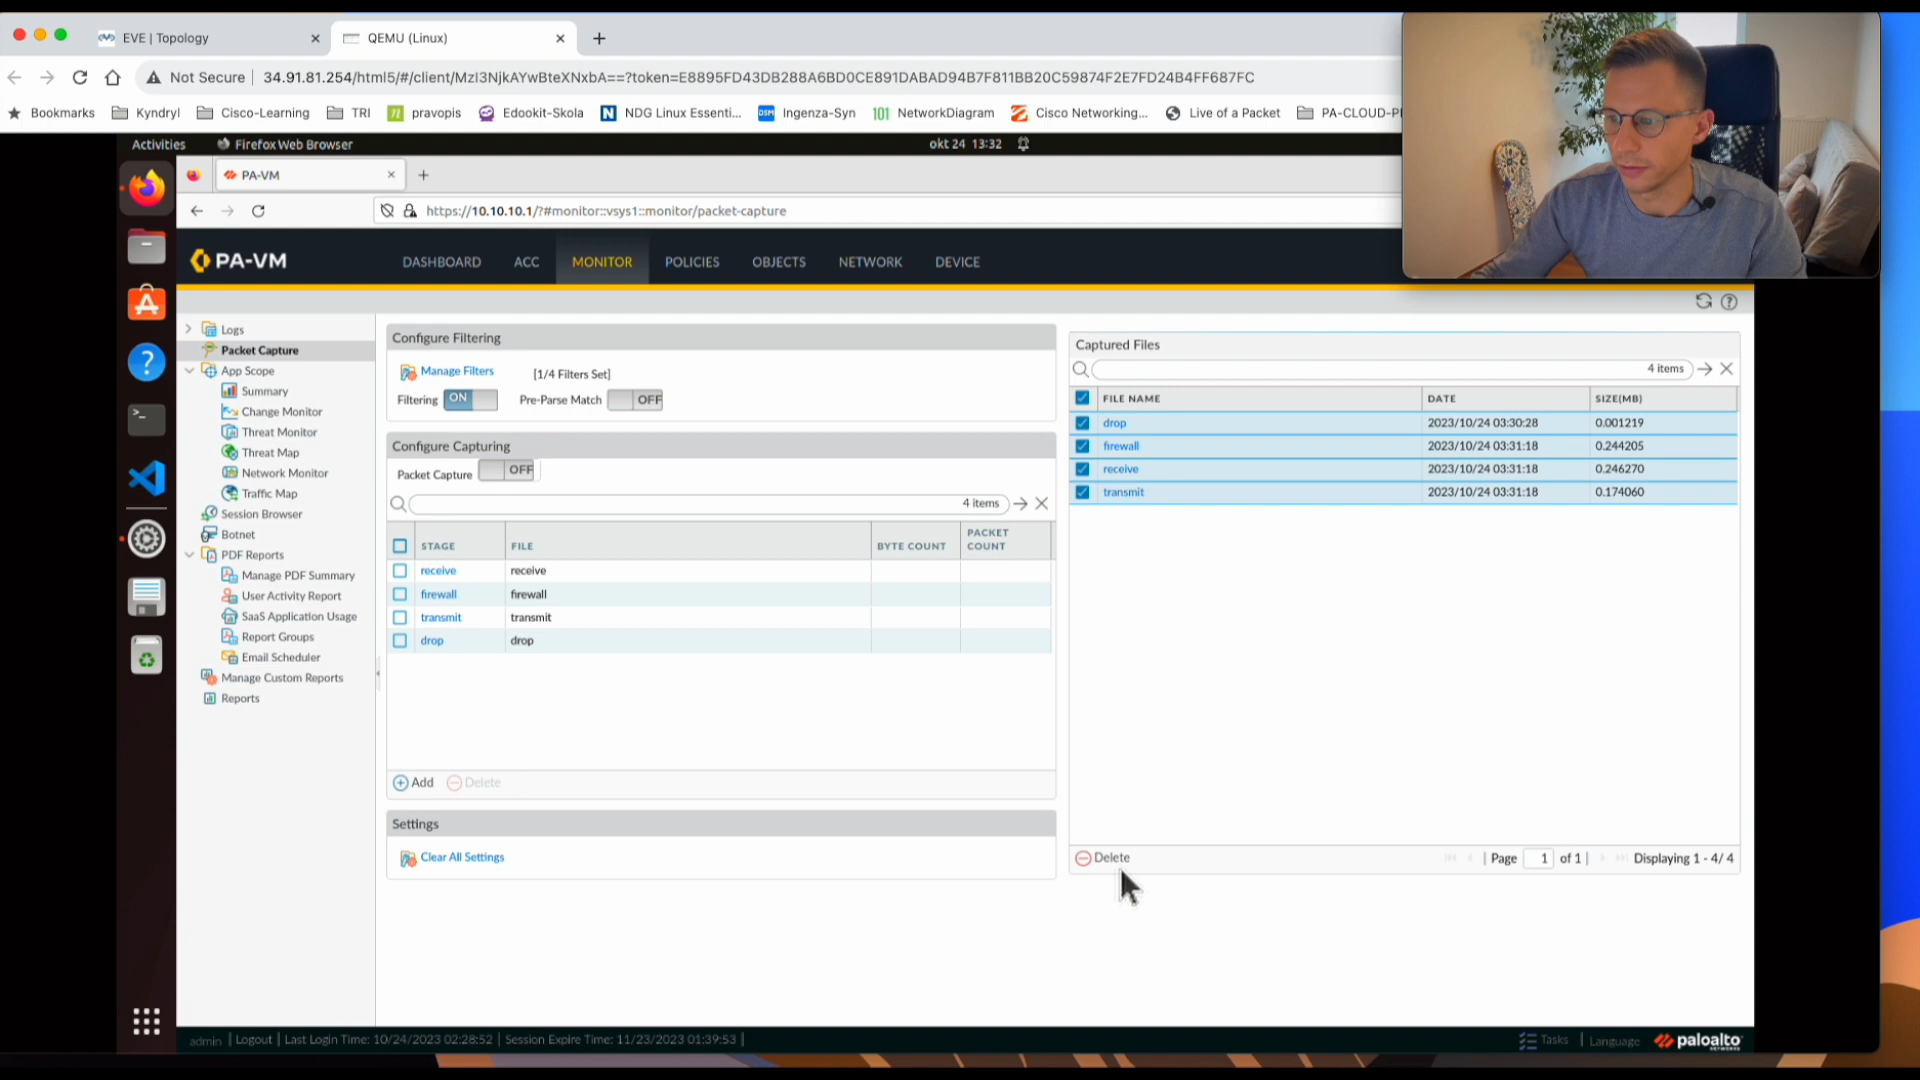 EVE | Topology
QEMU (Linux)
Not Secure
34.91.81.254/html5/#/client/MzI3NjkAYwBteXNxbA==?token=E8895FD43DB288A6BD0CE891DABAD94B7F811BB20C59874F2E7FD24B4FF687FC
Bookmarks
Kyndryl
Cisco-Learning
TRI
pravopis
Edookit-Skola
NDG Linux Essenti...
Ingenza-Syn
NetworkDiagram
Cisco Networking...
Live of a Packet
Activities
Firefox Web Browser
okt 24 13:32
PA-VM
https://10.10.10.1/?#monitor::vsys1::monitor/packet-capture
PA-VM
DASHBOARD
ACC
MONITOR
POLICIES
OBJECTS
NETWORK
DEVICE
Logs
Packet Capture
App Scope
Summary
Change Monitor
Threat Monitor
Threat Map
Network Monitor
Traffic Map
Session Browser
Botnet
PDF Reports
Manage PDF Summary
User Activity Report
SaaS Application Usage
Report Groups
Email Scheduler
Manage Custom Reports
Reports
Configure Filtering
Manage Filters
[1/4 Filters Set]
Filtering ON
Pre-Parse Match OFF
Configure Capturing
Packet Capture OFF
4 items
STAGE FILE BYTE COUNT PACKET COUNT
receive receive
firewall firewall
transmit transmit
drop drop
Add Delete
Settings
Clear All Settings
Captured Files
4 items
FILE NAME DATE SIZE(MB)
drop 2023/10/24 03:30:28 0.001219
firewall 2023/10/24 03:31:18 0.244205
receive 2023/10/24 03:31:18 0.246270
transmit 2023/10/24 03:31:18 0.174060
Delete
Page 1 of 1
Displaying 1 - 4/ 4
admin | Logout | Last Login Time: 10/24/2023 02:28:52 | Session Expire Time: 11/23/2023 01:39:53 |
Tasks | Language
paloalto
NETWORKS